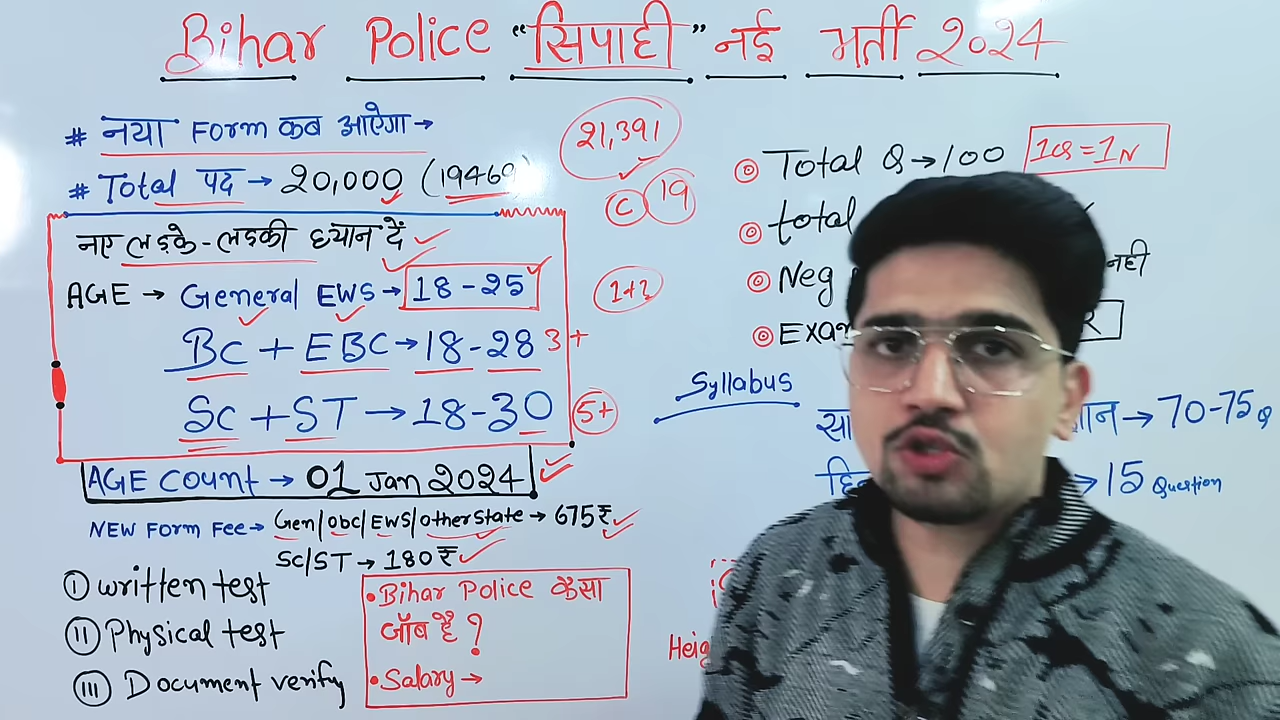 Bihar Police "सिपाही" नई भर्ती 2024
# नया Form कब आऐगा →
# Total पद → 20,000 (19460
21,391
C 19
नए लड़के-लड़की ध्यान दें
AGE → General EWS → 18-25
1+2
BC + EBC → 18-28 3+
SC + ST → 18-30 5+
AGE Count → 01 Jan 2024
NEW Form Fee → Gen/obc/EWS/other State → 675₹
SC/ST → 180₹
I written test
II Physical test
III Document verify
• Bihar Police कैसा
जॉब है ?
• Salary →
Total Q → 100 1Q = 1N
total
Neg नही
Exam R
Syllabus
→ 70-75 Q
→ 15 Question